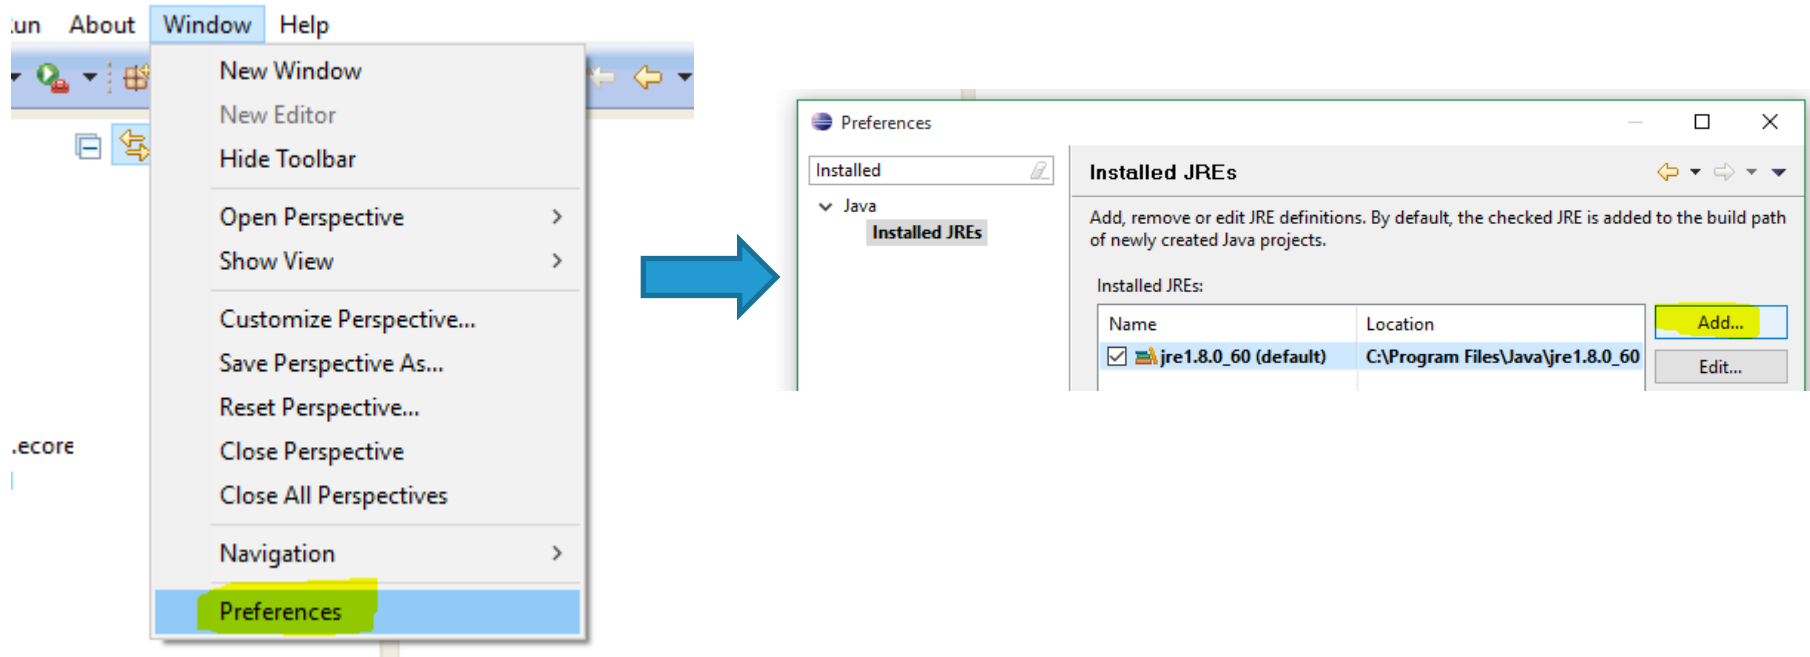 un About Window Help
New Window
New Editor
Hide Toolbar
Open Perspective
Show View
Customize Perspective...
Save Perspective As...
Reset Perspective...
Close Perspective
Close All Perspectives
Navigation
Preferences
.ecore
Preferences
Installed
Java
Installed JREs
Installed JREs
Add, remove or edit JRE definitions. By default, the checked JRE is added to the build path
of newly created Java projects.
Installed JREs:
Name Location
jre1.8.0_60 (default) C:\Program Files\Java\jre1.8.0_60
Add...
Edit...